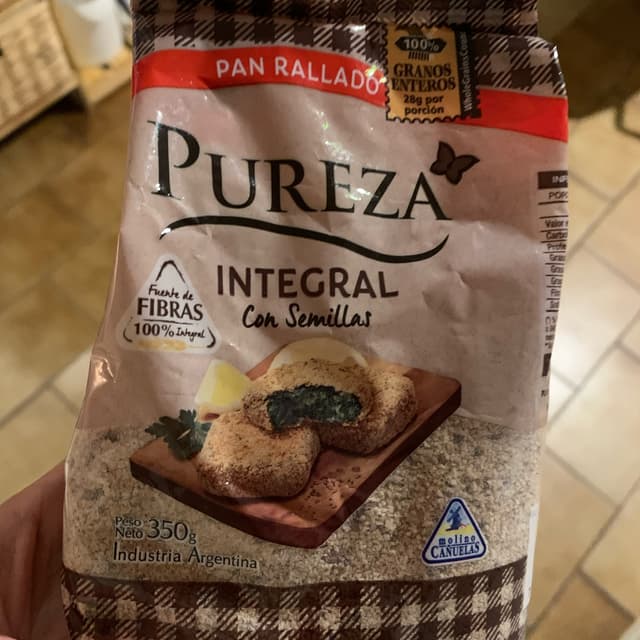 PAN RALLADO
100%
GRANOS
ENTEROS
28g por
porción
WholeGrainsCouncil
PUREZA
INTEGRAL
Con Semillas
Fuente de
FIBRAS
100% Integral
Peso
Neto 350g
Industria Argentina
molino
CAÑUELAS